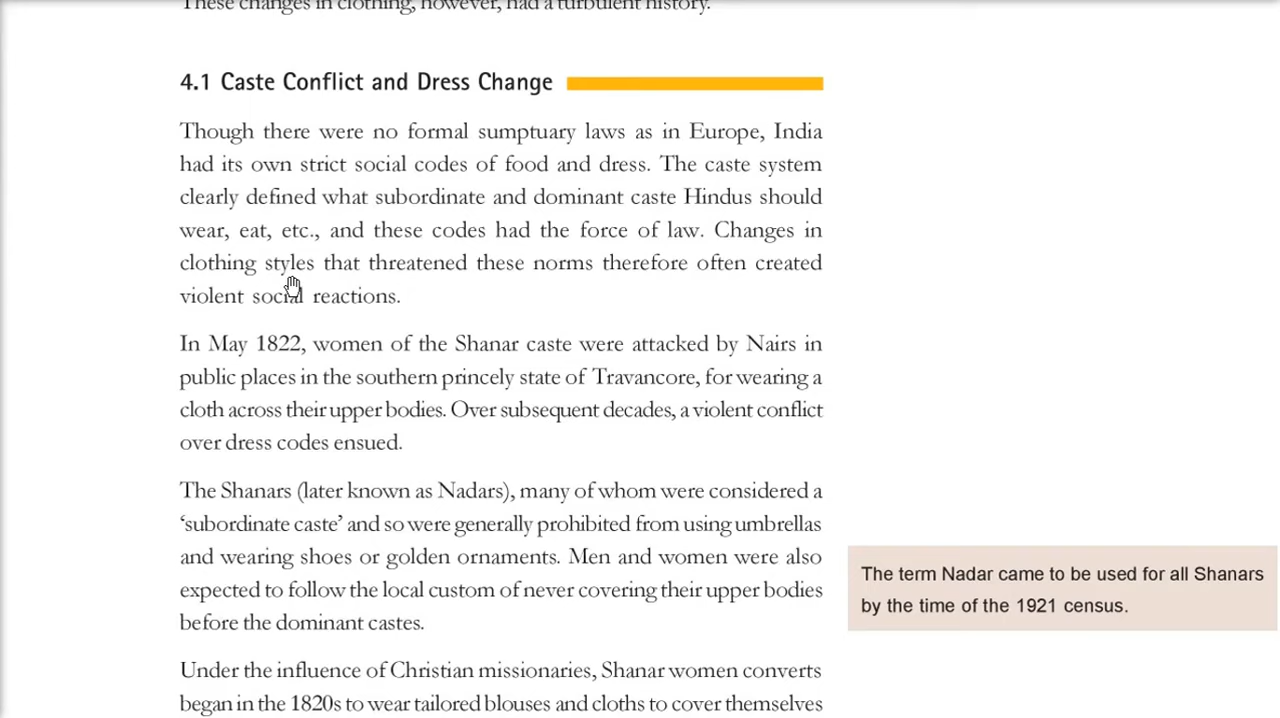 These changes in clothing, however, had a turbulent history.
4.1 Caste Conflict and Dress Change
Though there were no formal sumptuary laws as in Europe, India
had its own strict social codes of food and dress. The caste system
clearly defined what subordinate and dominant caste Hindus should
wear, eat, etc., and these codes had the force of law. Changes in
clothing styles that threatened these norms therefore often created
violent social reactions.
In May 1822, women of the Shanar caste were attacked by Nairs in
public places in the southern princely state of Travancore, for wearing a
cloth across their upper bodies. Over subsequent decades, a violent conflict
over dress codes ensued.
The Shanars (later known as Nadars), many of whom were considered a
‘subordinate caste’ and so were generally prohibited from using umbrellas
and wearing shoes or golden ornaments. Men and women were also
expected to follow the local custom of never covering their upper bodies
before the dominant castes.
The term Nadar came to be used for all Shanars
by the time of the 1921 census.
Under the influence of Christian missionaries, Shanar women converts
began in the 1820s to wear tailored blouses and cloths to cover themselves